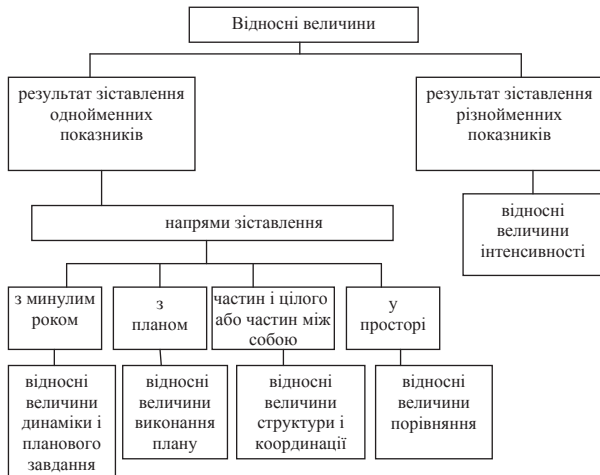 Відносні величини
результат зіставлення
однойменних
показників
результат зіставлення
різнойменних
показників
напрями зіставлення
відносні
величини
інтенсивності
з минулим
роком
з
планом
частин і цілого
або частин між
собою
у
просторі
відносні
величини
динаміки і
планового
завдання
відносні
величини
виконання
плану
відносні
величини
структури і
координації
відносні
величини
порівняння